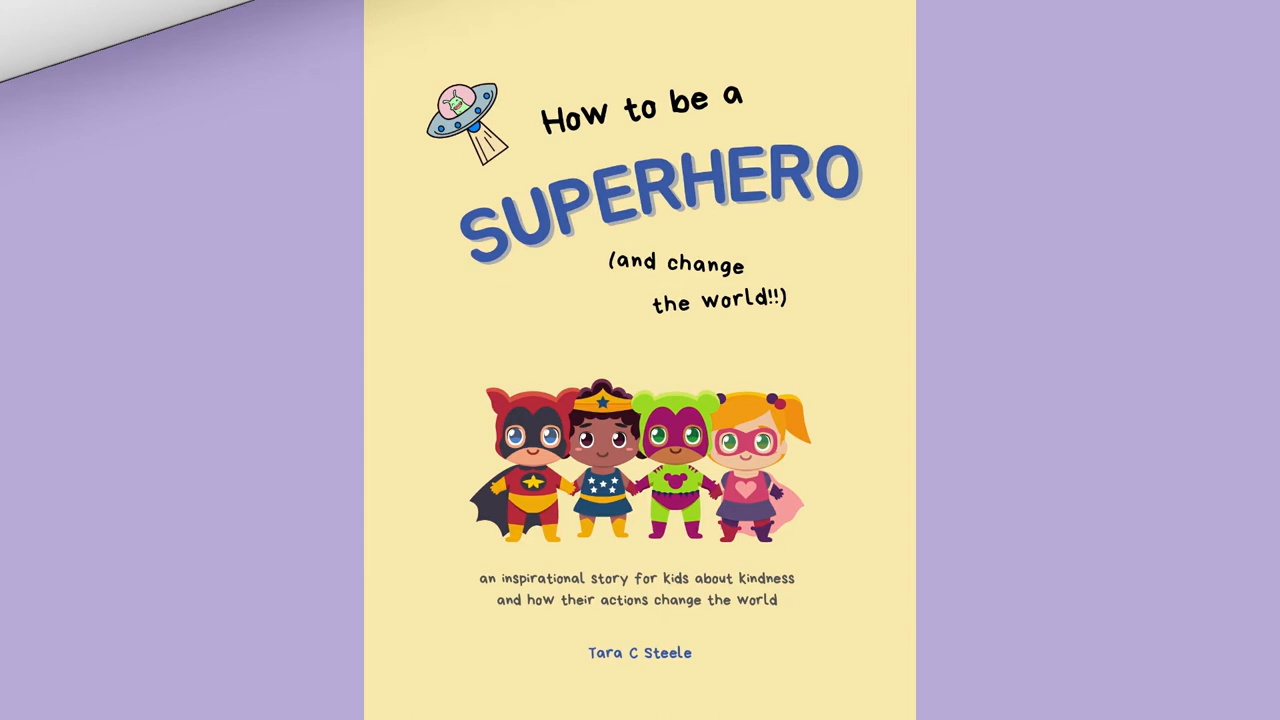 How to be a
SUPERHERO
(and change
the world!!)
an inspirational story for kids about kindness
and how their actions change the world
Tara C Steele